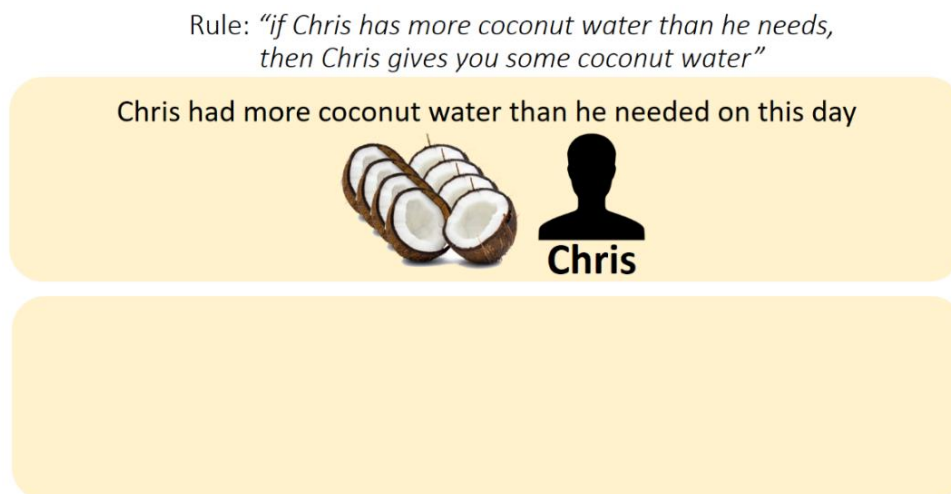 Rule: “if Chris has more coconut water than he needs,
then Chris gives you some coconut water”
Chris had more coconut water than he needed on this day
Chris